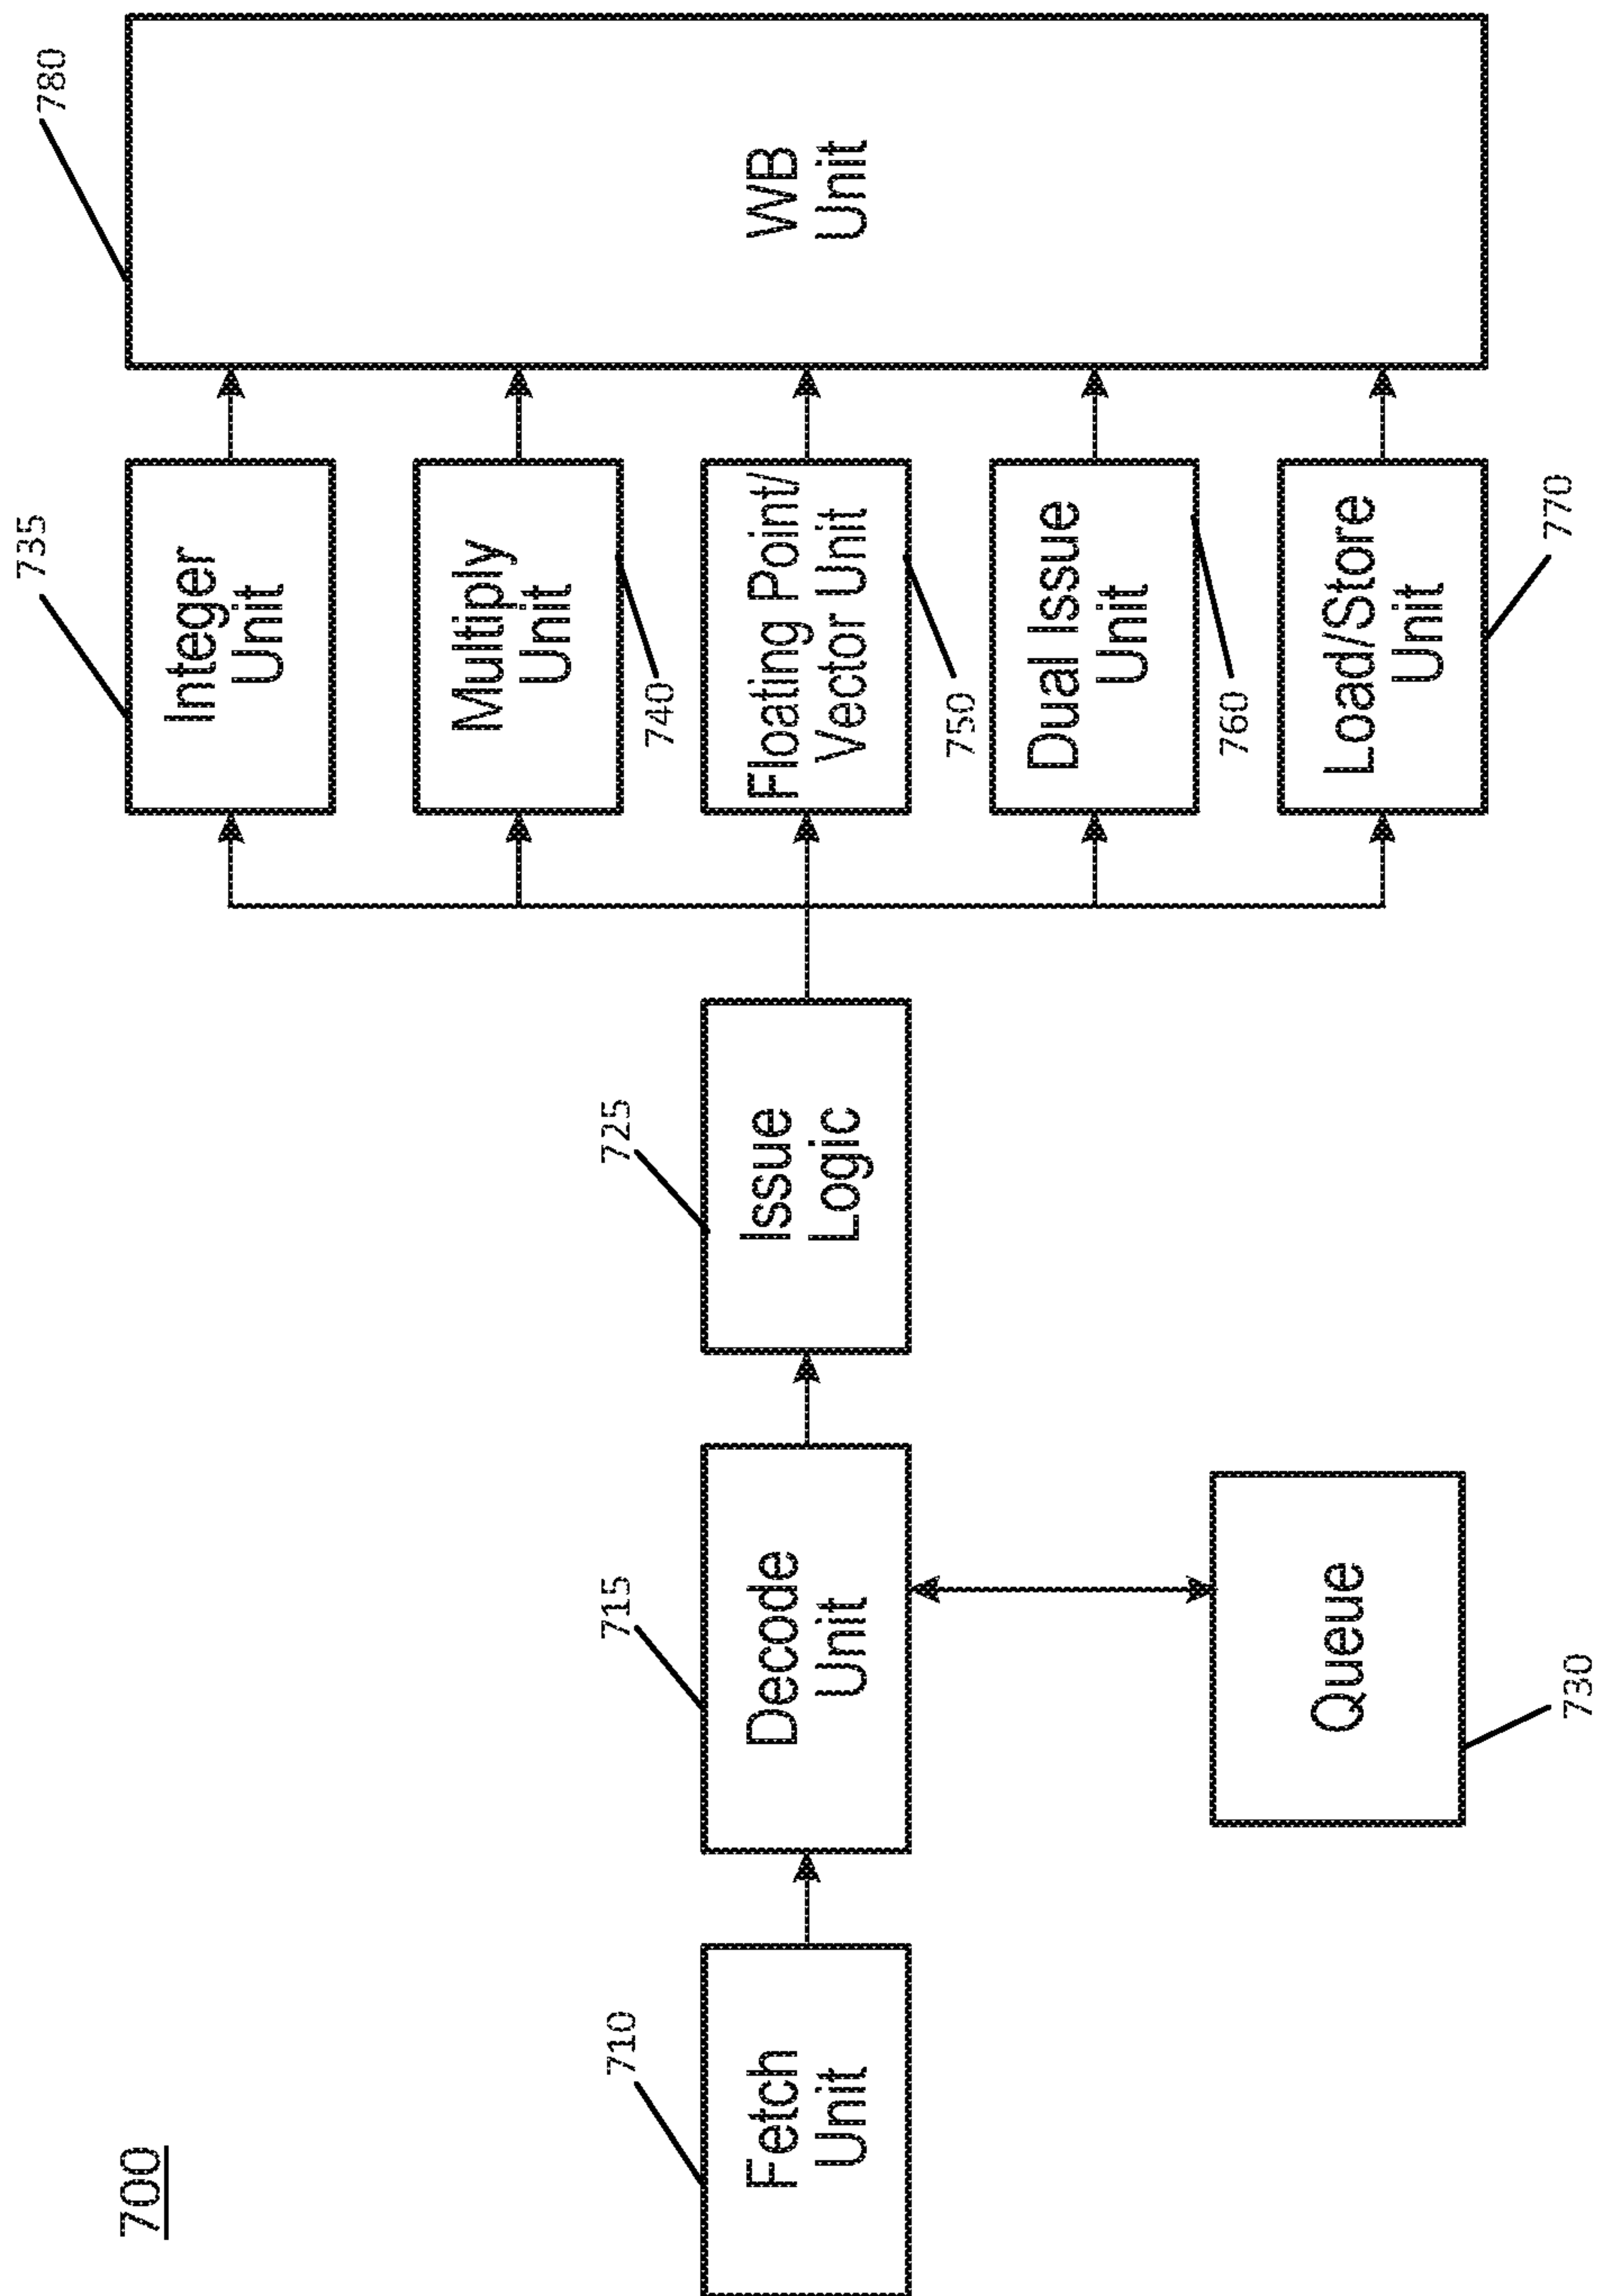 700
710
Fetch
Unit
715
Decode
Unit
Queue
730
725
Issue
Logic
735
Integer
Unit
Multiply
Unit
740
Floating Point/
Vector Unit
750
Dual Issue
Unit
760
Load/Store
Unit
770
780
WB
Unit